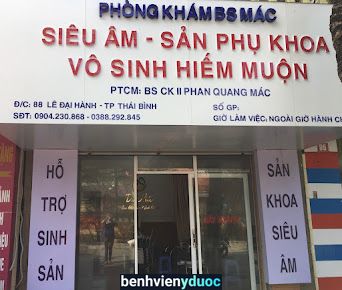 PHÒNG KHÁM BS MÁC
SIÊU ÂM - SẢN PHỤ KHOA
VÔ SINH HIẾM MUỘN
PTCM: BS CK II PHAN QUANG MÁC
Đ/C: 88 LÊ ĐẠI HÀNH - TP THÁI BÌNH
SĐT: 0904.230.868 - 0388.292.845
SỐ GP:
GIỜ LÀM VIỆC: NGOÀI GIỜ HÀNH CH
HỖ
TRỢ
SINH
SẢN
SẢN
KHOA
SIÊU
ÂM
benhvienyduoc